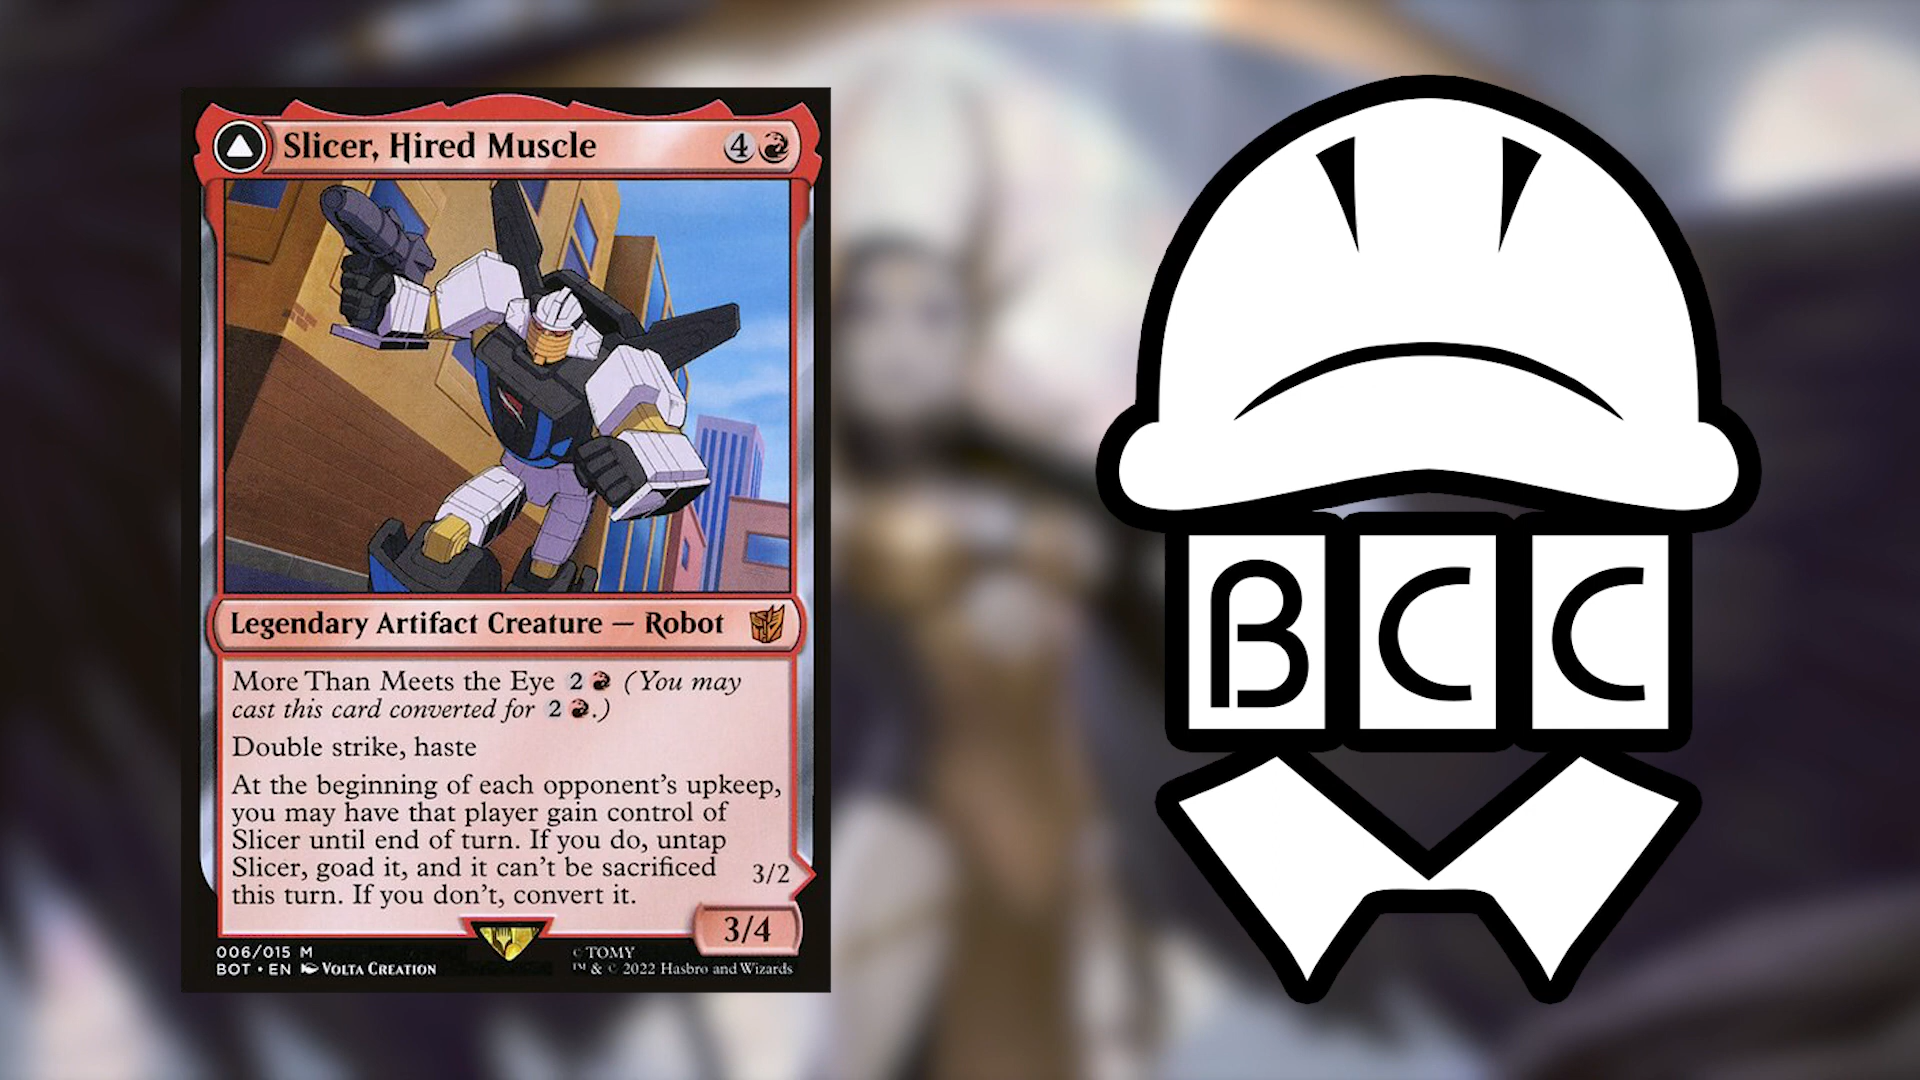 Slicer, Hired Muscle 4
Legendary Artifact Creature — Robot
More Than Meets the Eye 2 (You may
cast this card converted for 2 .)
Double strike, haste
At the beginning of each opponent's upkeep,
you may have that player gain control of
Slicer until end of turn. If you do, untap
Slicer, goad it, and it can't be sacrificed
this turn. If you don't, convert it.
3/2
3/4
006/015 M
BOT • EN VOLTA CREATION
© TOMY
™ & © 2022 Hasbro and Wizards
BCC